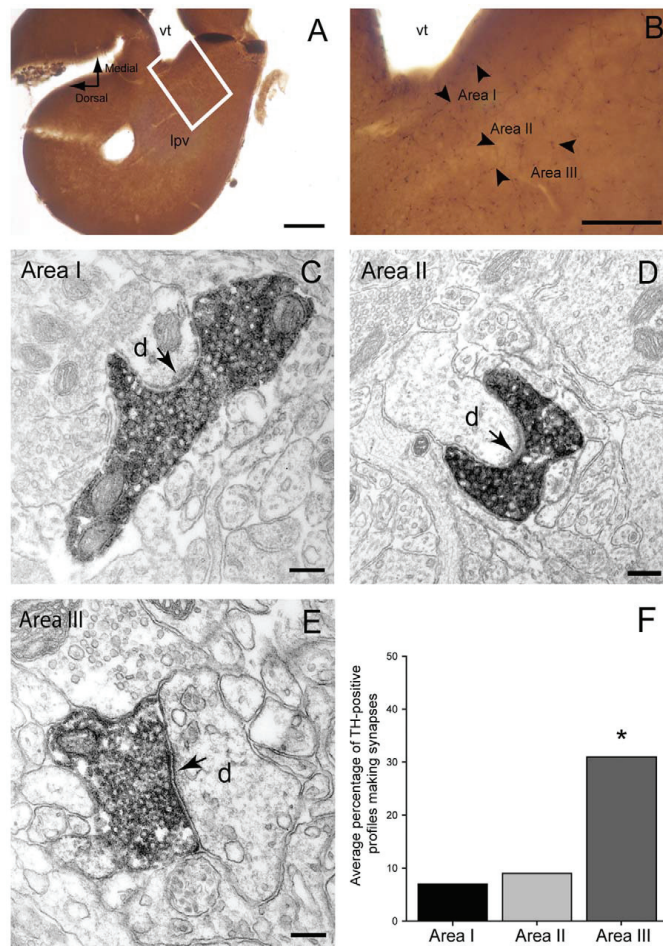 A
vt
Medial
Dorsal
lpv
B
vt
Area I
Area II
Area III
Area I
C
d
Area II
D
d
Area III
E
d
F
Average percentage of TH-positive
profiles making synapses
50
40
30
20
10
0
*
Area I
Area II
Area III